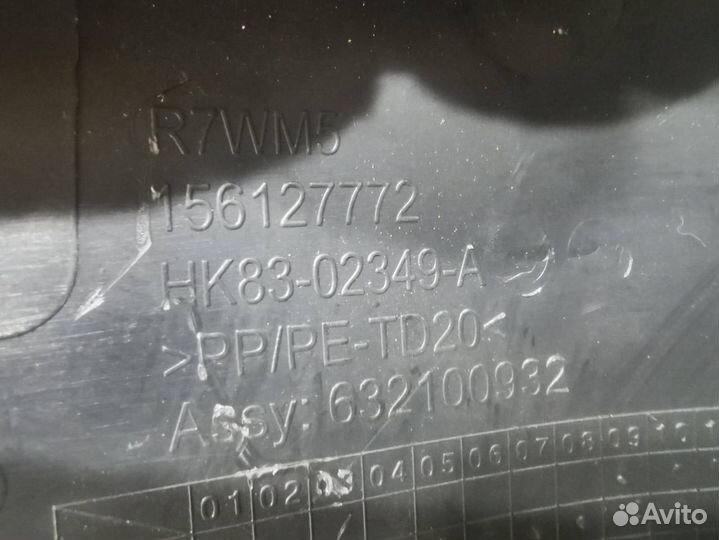 R7WM5
156127772
HK83-02349-A
>PP/PE-TD20<
Assy: 632100932
01 02 03 04 05 06 07 08 09 10
Avito